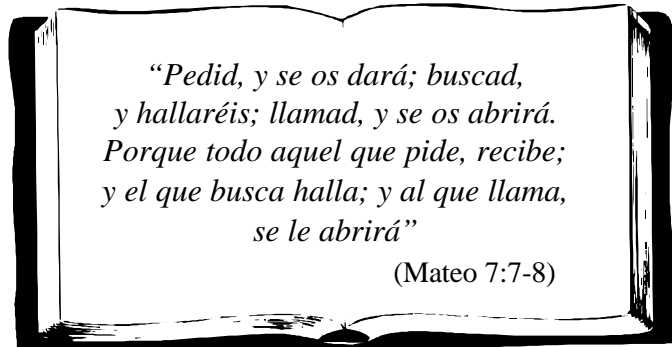 “Pedid, y se os dará; buscad,
y hallaréis; llamad, y se os abrirá.
Porque todo aquel que pide, recibe;
y el que busca halla; y al que llama,
se le abrirá”
(Mateo 7:7-8)